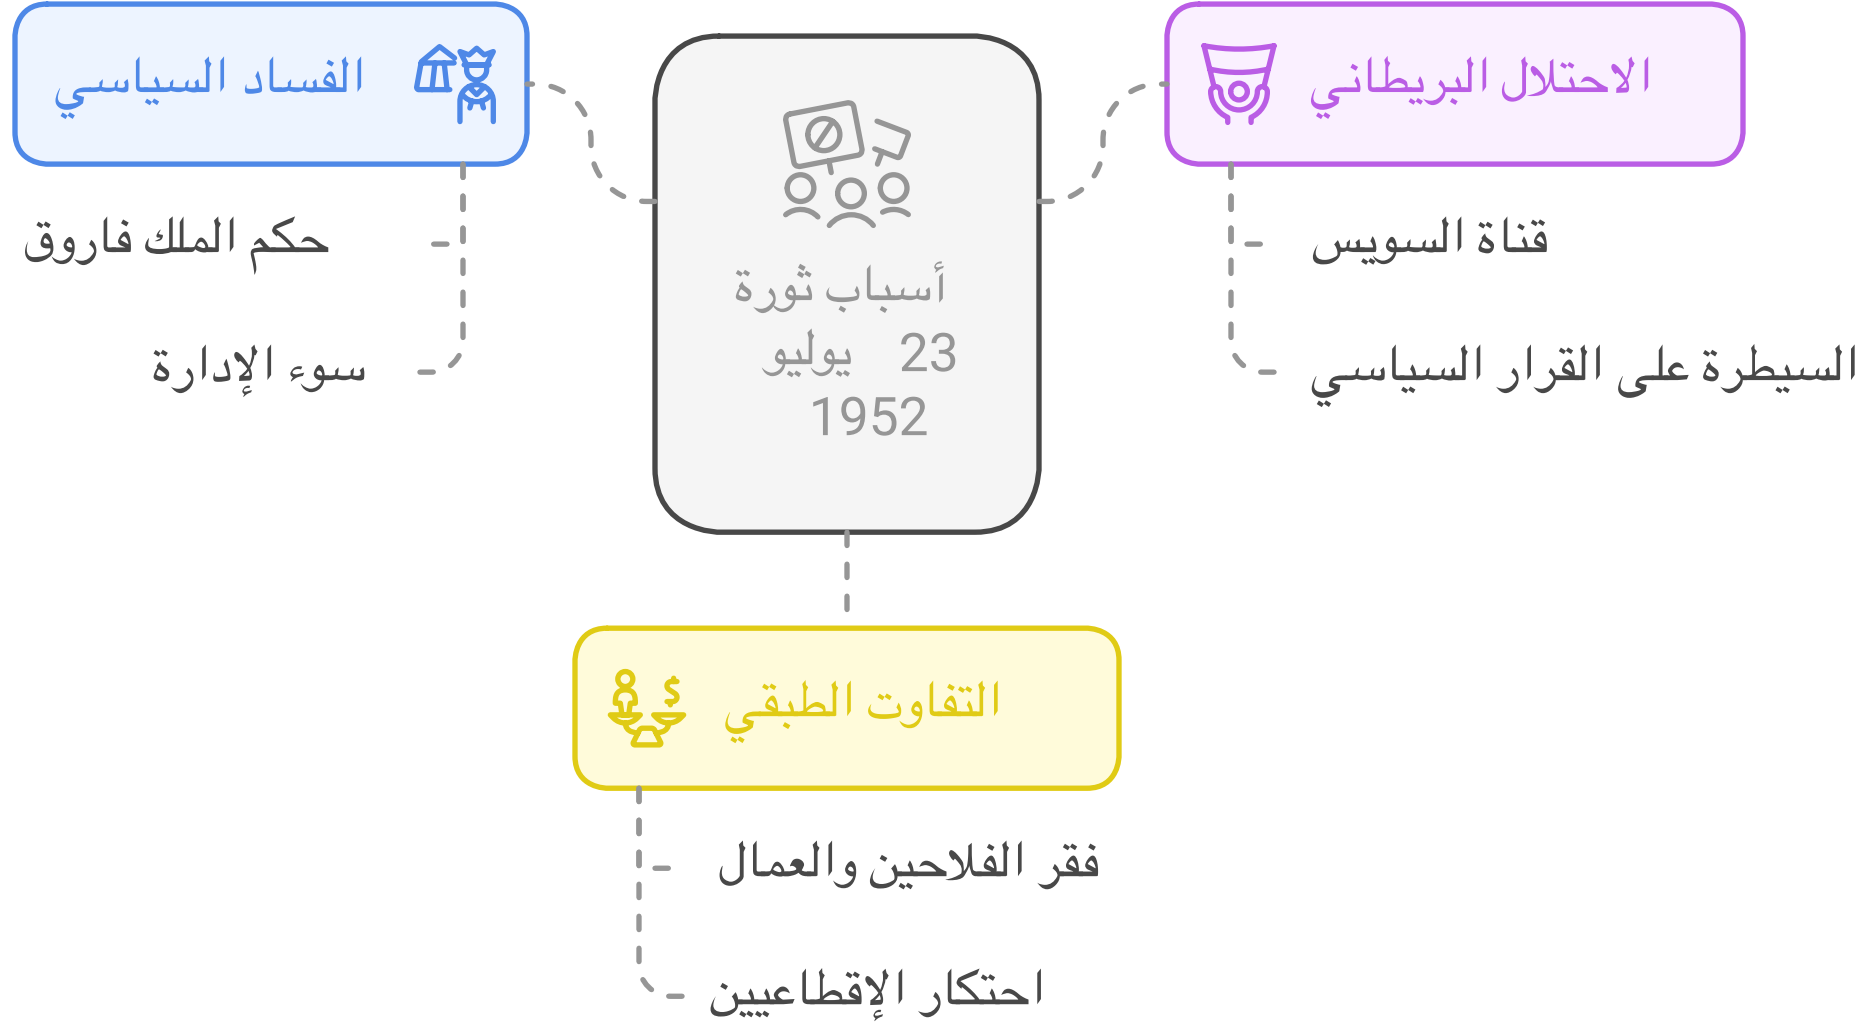 أسباب ثورة
23 يوليو
1952
الاحتلال البريطاني
قناة السويس
السيطرة على القرار السياسي
الفساد السياسي
حكم الملك فاروق
سوء الإدارة
التفاوت الطبقي
فقر الفلاحين والعمال
احتكار الإقطاعيين